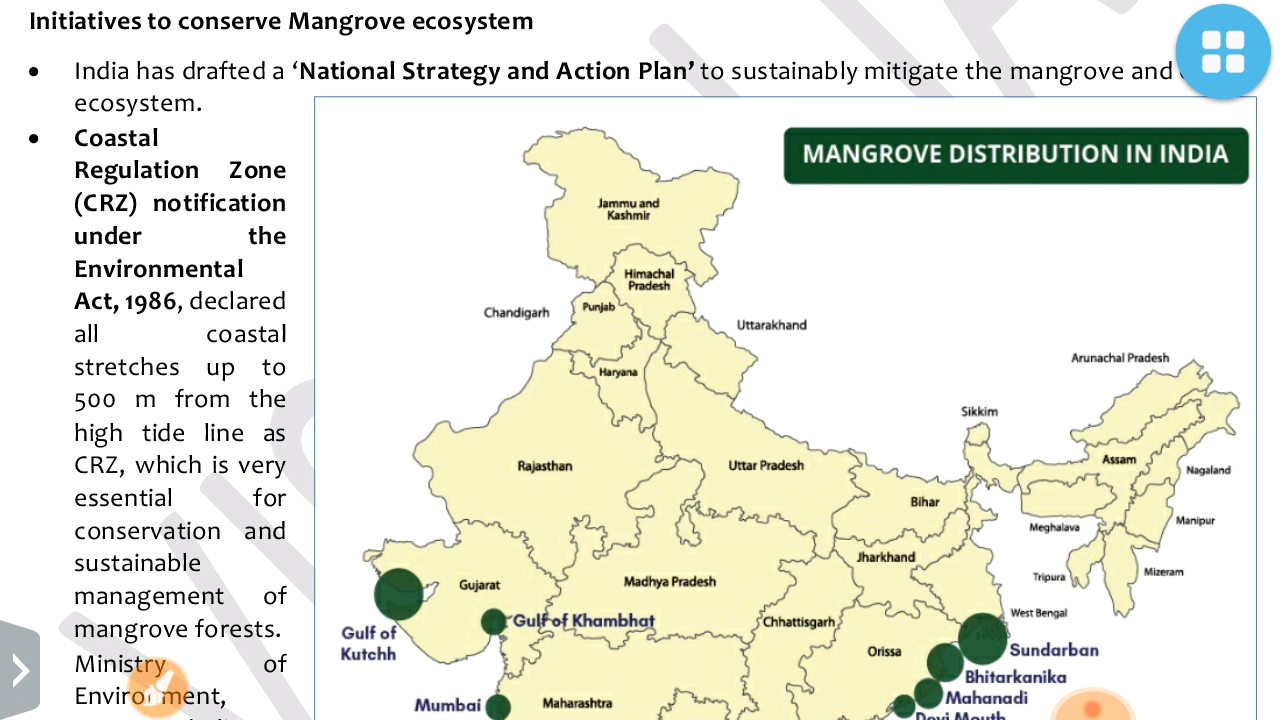 Initiatives to conserve Mangrove ecosystem
• India has drafted a ‘National Strategy and Action Plan’ to sustainably mitigate the mangrove and
ecosystem.
• Coastal
Regulation Zone
(CRZ) notification
under the
Environmental
Act, 1986, declared
all coastal
stretches up to
500 m from the
high tide line as
CRZ, which is very
essential for
conservation and
sustainable
management of
mangrove forests.
Ministry of
Environment,
MANGROVE DISTRIBUTION IN INDIA
Jammu and
Kashmir
Himachal
Pradesh
Punjab
Chandigarh
Uttarakhand
Haryana
Arunachal Pradesh
Sikkim
Rajasthan
Uttar Pradesh
Assam
Nagaland
Bihar
Meghalava
Manipur
Jharkhand
Tripura
Mizeram
Gujarat
Madhya Pradesh
West Bengal
Gulf of Khambhat
Chhattisgarh
Gulf of
Kutchh
Orissa
Sundarban
Bhitarkanika
Mahanadi
Mumbai
Maharashtra
Devi Mouth